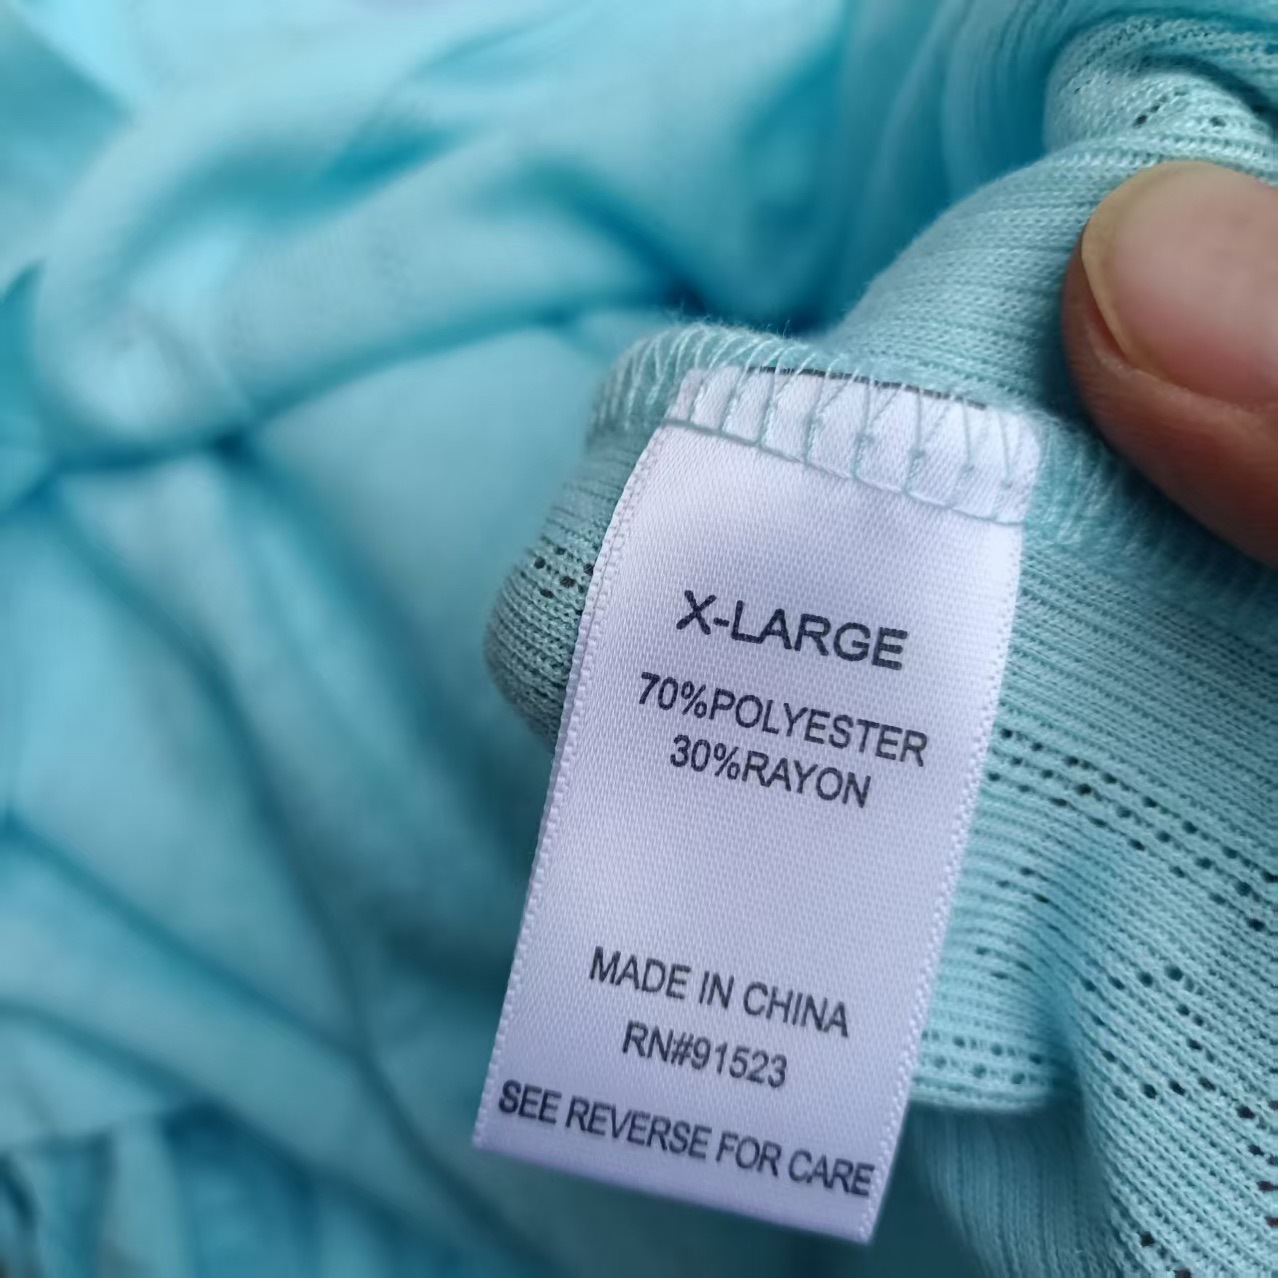 X-LARGE
70%POLYESTER
30%RAYON
MADE IN CHINA
RN#91523
SEE REVERSE FOR CARE